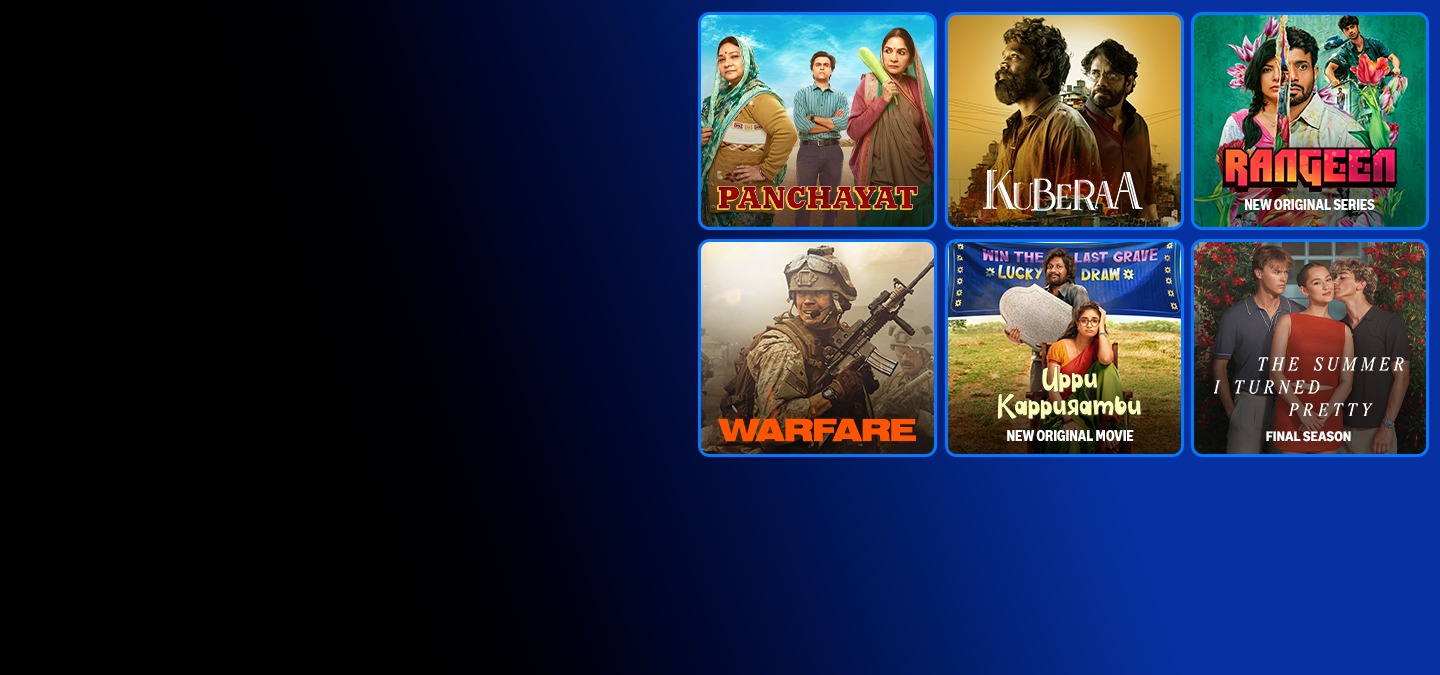 PANCHAYAT
KUBERAA
RANGEEN
NEW ORIGINAL SERIES
WARFARE
WIN THE LAST GRAVE
LUCKY DRAW
Uppu
Kappurambu
NEW ORIGINAL MOVIE
THE SUMMER
I TURNED
PRETTY
FINAL SEASON